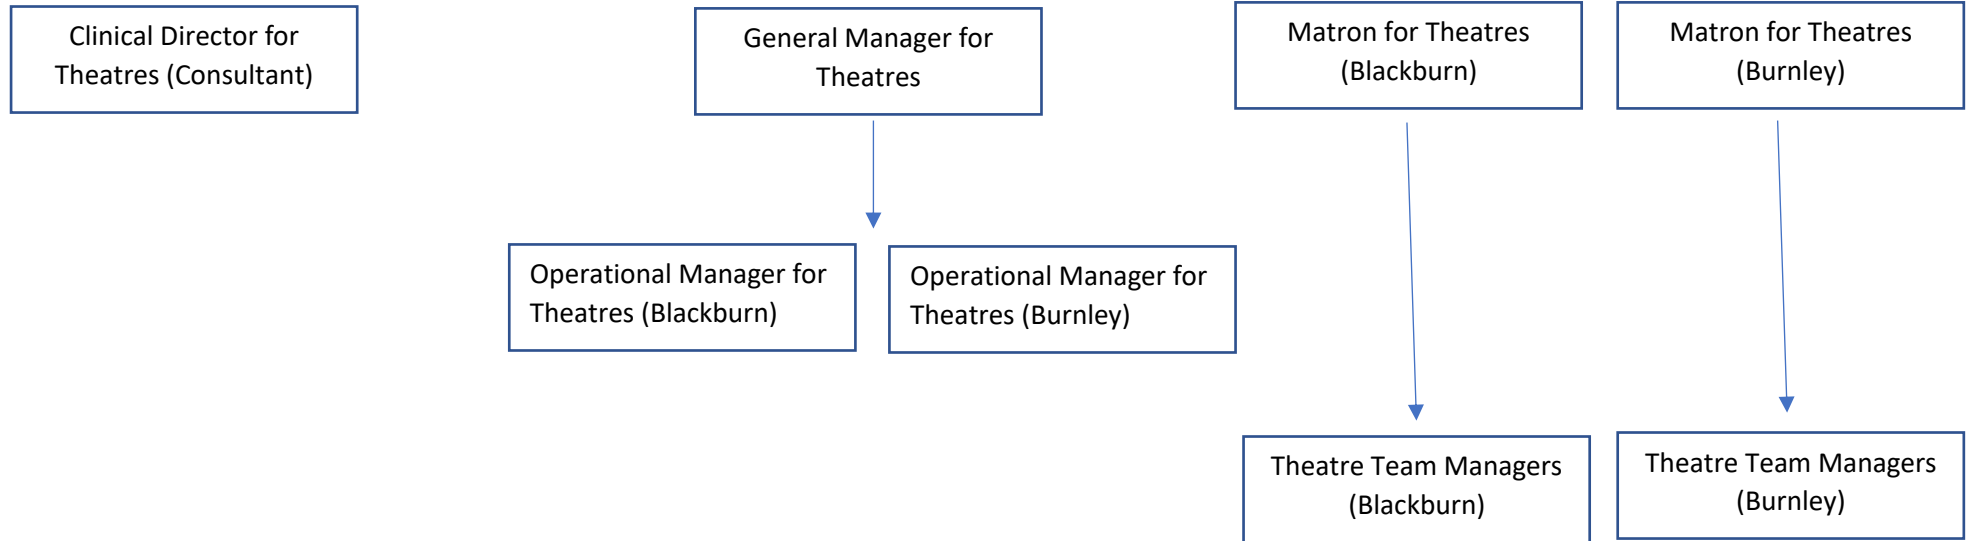 Clinical Director for
Theatres (Consultant)
General Manager for
Theatres
Matron for Theatres
(Blackburn)
Matron for Theatres
(Burnley)
Operational Manager for
Theatres (Blackburn)
Operational Manager for
Theatres (Burnley)
Theatre Team Managers
(Blackburn)
Theatre Team Managers
(Burnley)